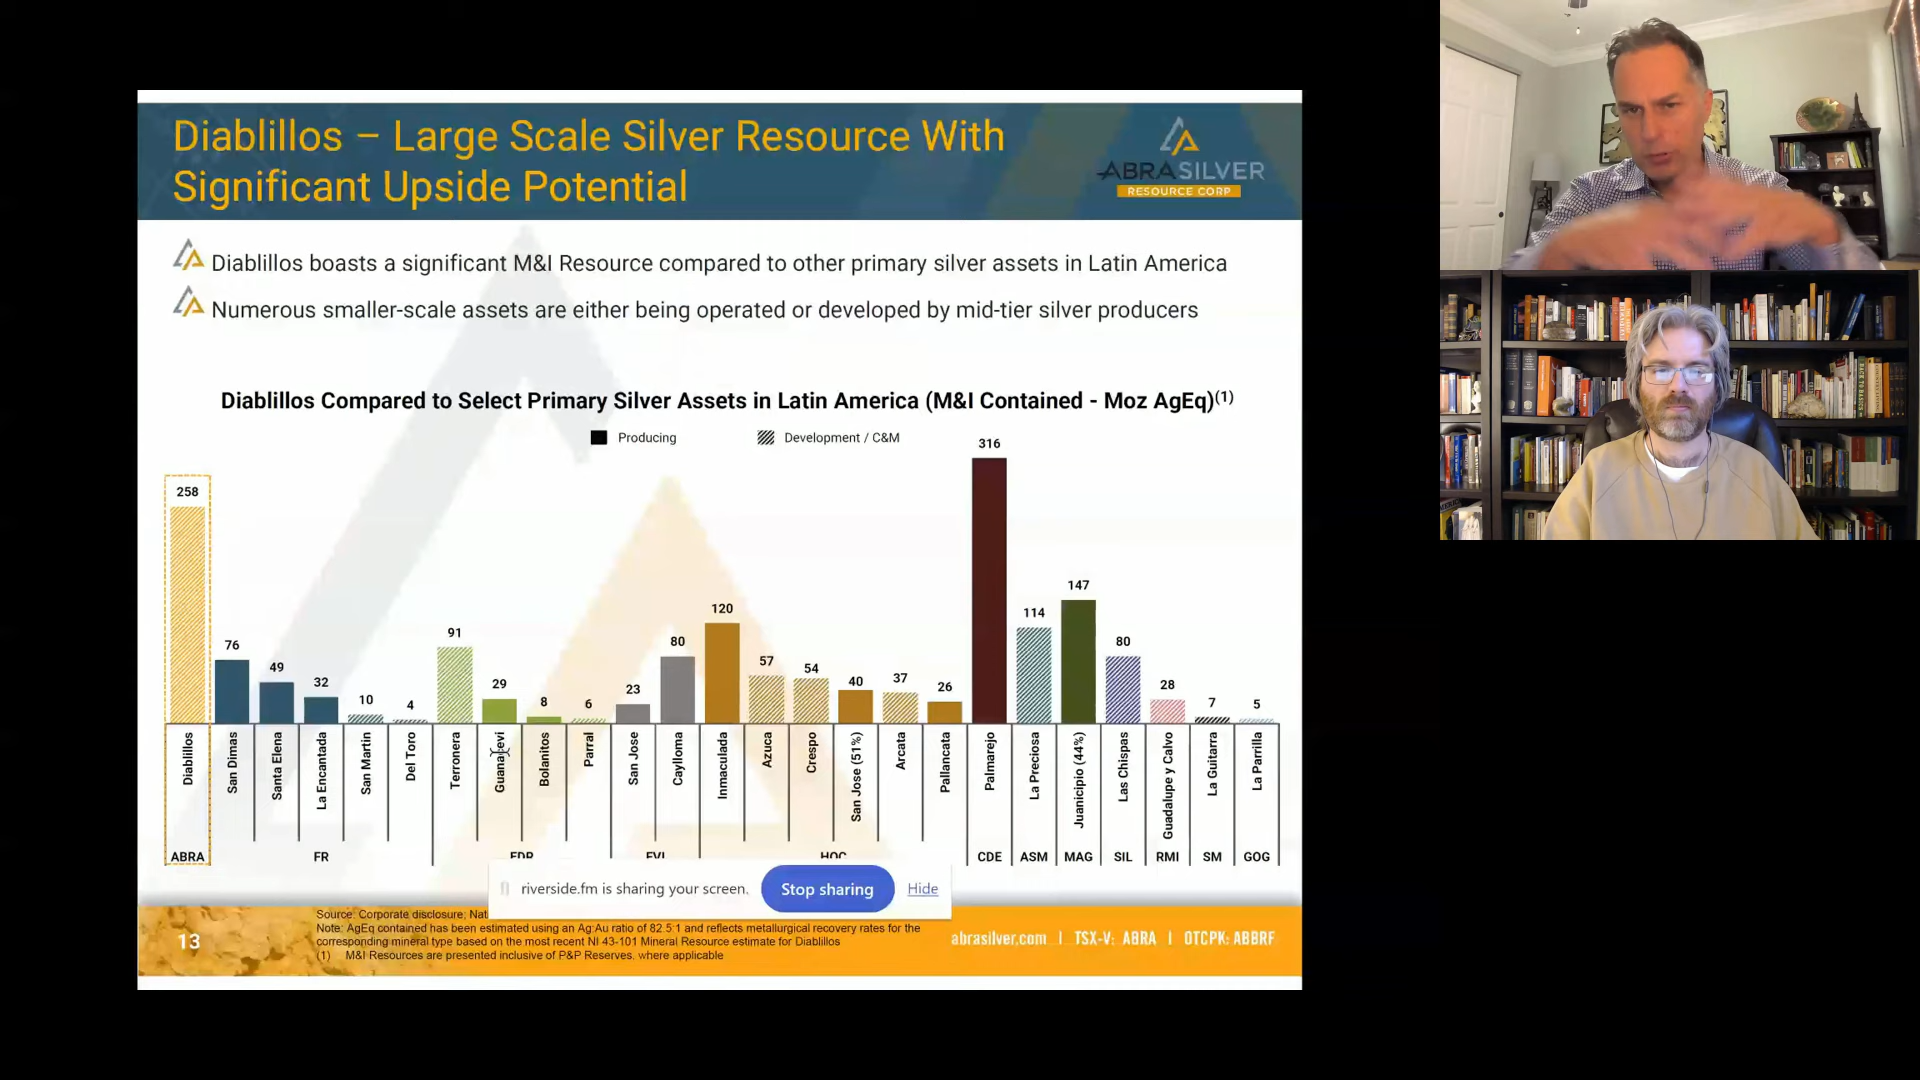 Diablillos – Large Scale Silver Resource With
Significant Upside Potential
ABRASILVER
RESOURCE CORP
Diablillos boasts a significant M&I Resource compared to other primary silver assets in Latin America
Numerous smaller-scale assets are either being operated or developed by mid-tier silver producers
Diablillos Compared to Select Primary Silver Assets in Latin America (M&I Contained - Moz AgEq)(1)
Producing
Development / C&M
258
76
49
32
10
4
91
29
8
6
23
80
120
57
54
40
37
26
316
114
147
80
28
7
5
Diablillos
San Dimas
Santa Elena
La Encantada
San Martin
Del Toro
Terronera
Guanacevi
Bolanitos
Parral
San Jose
Caylloma
Inmaculada
Azuca
Crespo
San Jose (51%)
Arcata
Pallancata
Palmarejo
La Preciosa
Juanicipio (44%)
Las Chispas
Guadalupe y Calvo
La Guitarra
La Parrilla
ABRA
FR
EDR
FVI
HOC
CDE
ASM
MAG
SIL
RMI
SM
GOG
riverside.fm is sharing your screen.
Stop sharing
Hide
13
Source: Corporate disclosure; Nat
Note: AgEq contained has been estimated using an Ag:Au ratio of 82.5:1 and reflects metallurgical recovery rates for the
corresponding mineral type based on the most recent NI 43-101 Mineral Resource estimate for Diablillos
(1) M&I Resources are presented inclusive of P&P Reserves. where applicable
abrasilver.com | TSX-V: ABRA | OTCPK: ABBRF